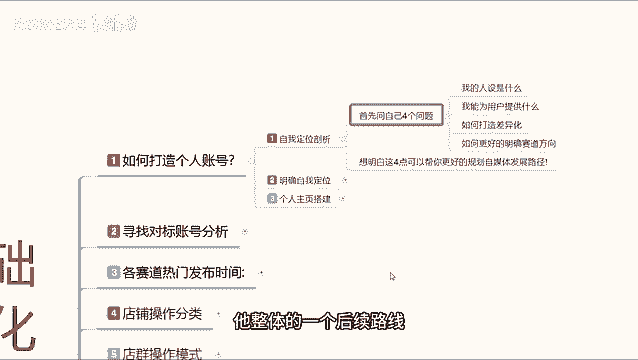 我的人设是什么
首先问自己4个问题
我能为用户提供什么
1 自我定位剖析
如何打造差异化
如何更好的明确赛道方向
1 如何打造个人账号?
想明白这4点可以帮你更好的规划自媒体发展路径!
2 明确自我定位
3 个人主页搭建
2 寻找对标账号分析
础
3 各赛道热门发布时间:
化
4 店铺操作分类
他整体的一个后续路线
5 店群操作模式